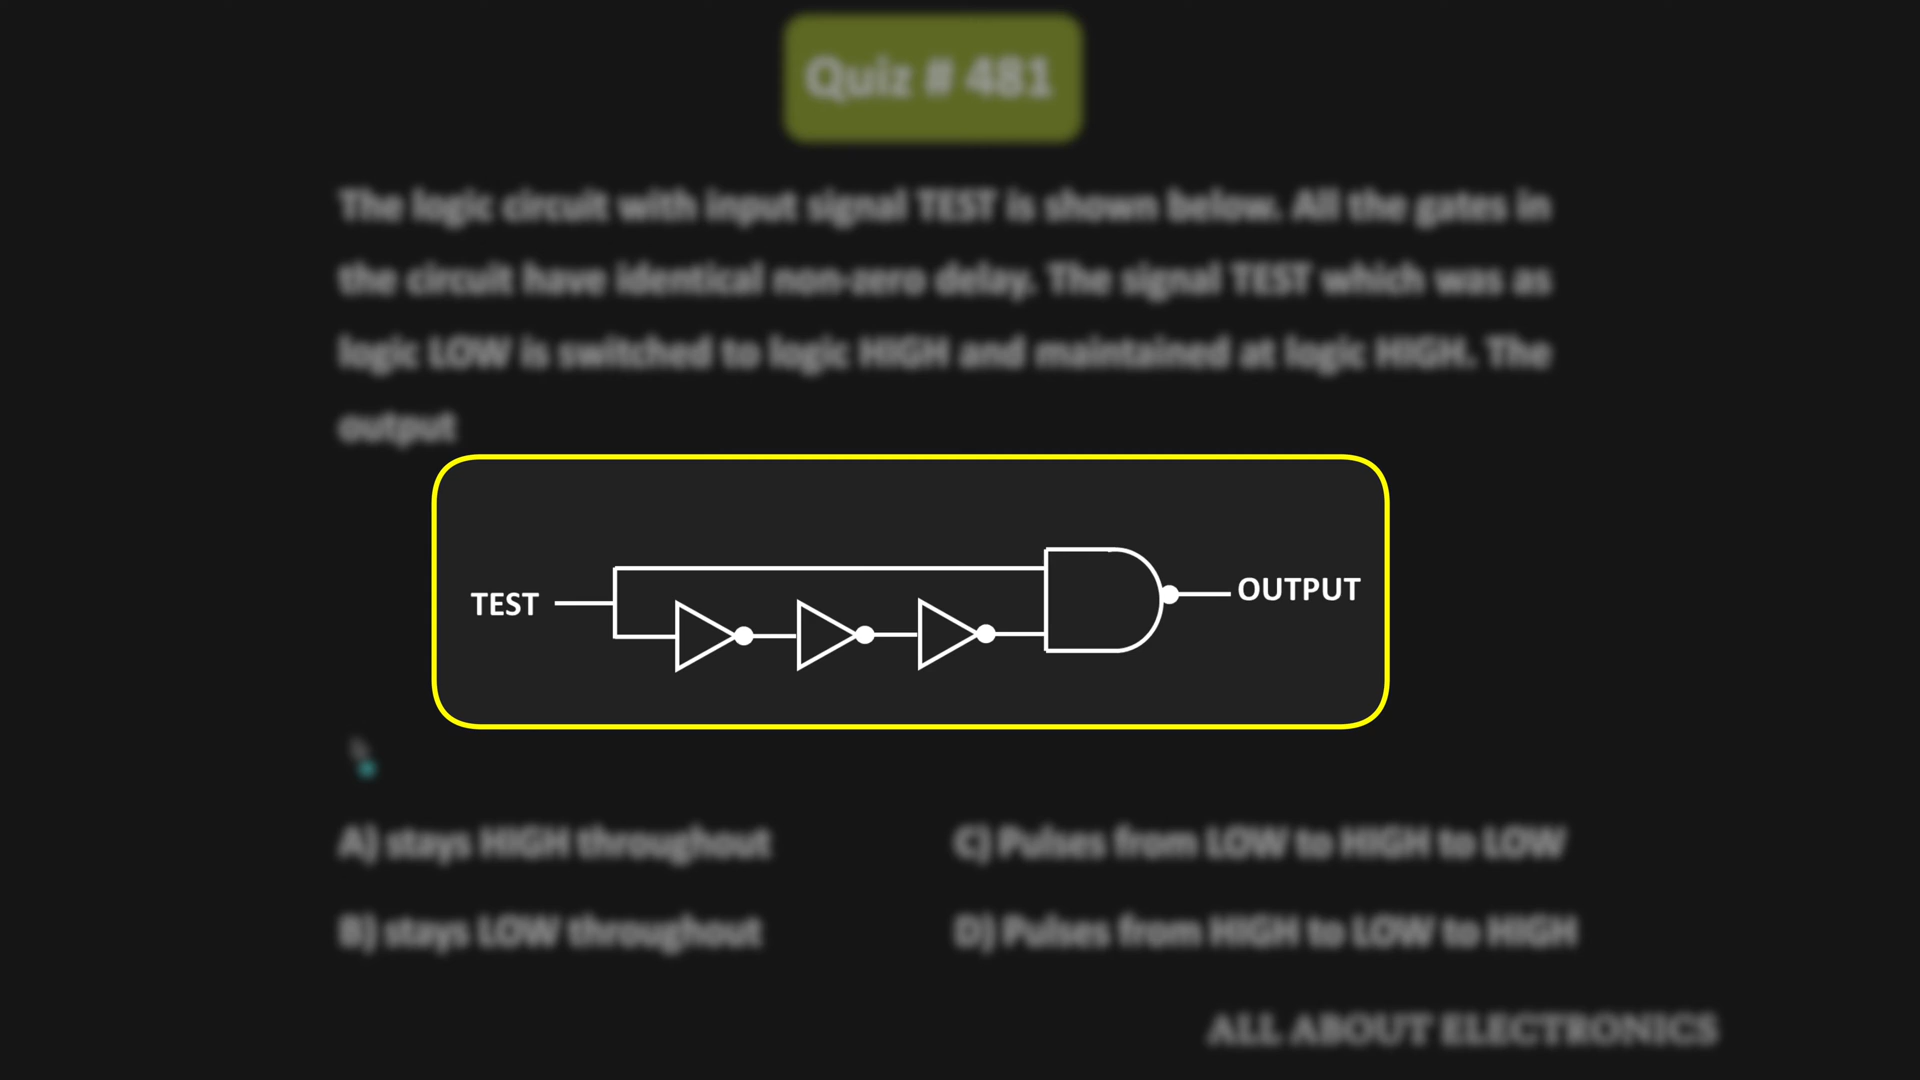 Quiz # 481
The logic circuit with input signal TEST is shown below. All the gates in
the circuit have identical non-zero delay. The signal TEST which was as
logic LOW is switched to logic HIGH and maintained at logic HIGH. The
output
TEST
OUTPUT
A) stays HIGH throughout
C) Pulses from LOW to HIGH to LOW
B) stays LOW throughout
D) Pulses from HIGH to LOW to HIGH
ALL ABOUT ELECTRONICS